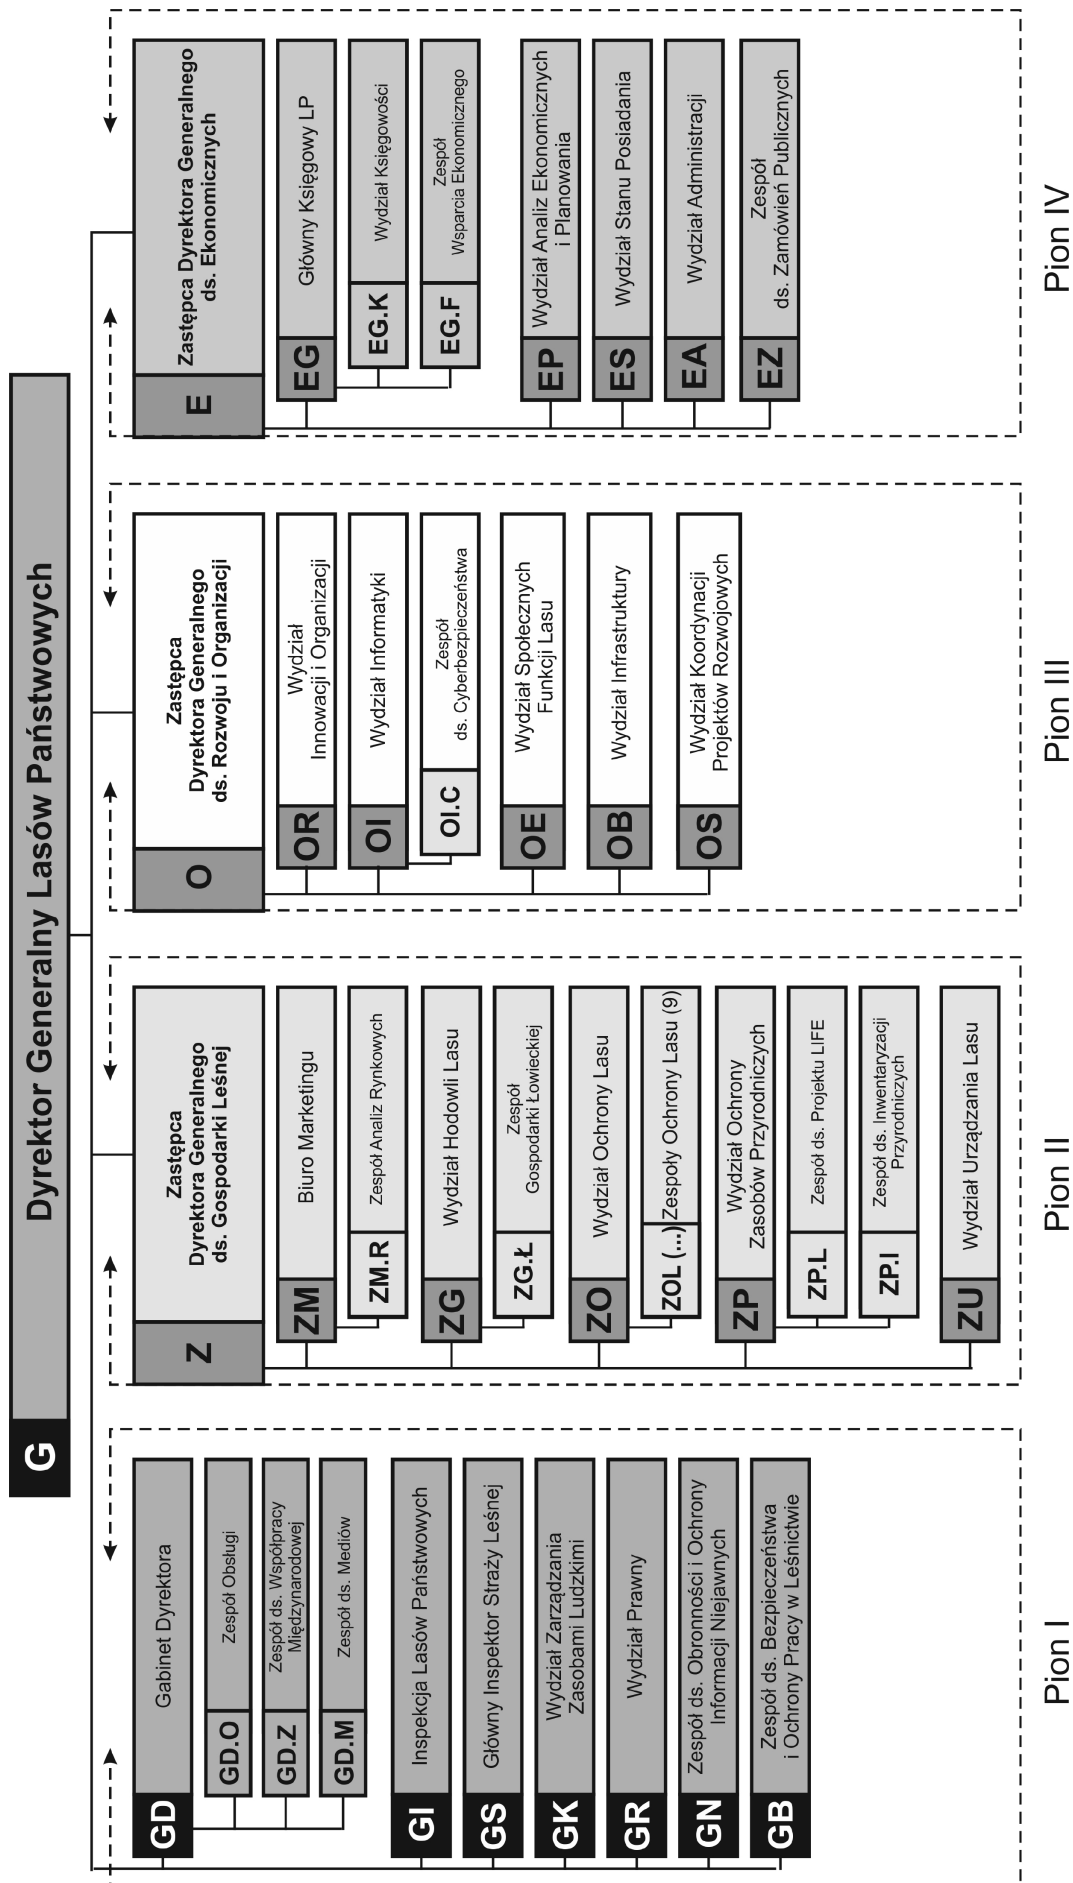 G
Dyrektor Generalny Lasów Państwowych
GD
Gabinet Dyrektora
GD.O
Zespół Obsługi
GD.Z
Zespół ds. Współpracy
Międzynarodowej
GD.M
Zespół ds. Mediów
GI
Inspekcja Lasów Państwowych
GS
Główny Inspektor Straży Leśnej
GK
Wydział Zarządzania
Zasobami Ludzkimi
GR
Wydział Prawny
GN
Zespół ds. Obronności i Ochrony
Informacji Niejawnych
GB
Zespół ds. Bezpieczeństwa
i Ochrony Pracy w Leśnictwie
Pion I
Z
Zastępca
Dyrektora Generalnego
ds. Gospodarki Leśnej
ZM
Biuro Marketingu
ZM.R
Zespół Analiz Rynkowych
ZG
Wydział Hodowli Lasu
ZG.Ł
Zespół
Gospodarki Łowieckiej
ZO
Wydział Ochrony Lasu
ZOL (...)
Zespoły Ochrony Lasu (9)
ZP
Wydział Ochrony
Zasobów Przyrodniczych
ZP.L
Zespół ds. Projektu LIFE
ZP.I
Zespół ds. Inwentaryzacji
Przyrodniczych
ZU
Wydział Urządzania Lasu
Pion II
O
Zastępca
Dyrektora Generalnego
ds. Rozwoju i Organizacji
OR
Wydział
Innowacji i Organizacji
OI
Wydział Informatyki
OI.C
Zespół
ds. Cyberbezpieczeństwa
OE
Wydział Społecznych
Funkcji Lasu
OB
Wydział Infrastruktury
OS
Wydział Koordynacji
Projektów Rozwojowych
Pion III
E
Zastępca Dyrektora Generalnego
ds. Ekonomicznych
EG
Główny Księgowy LP
EG.K
Wydział Księgowości
EG.F
Zespół
Wsparcia Ekonomicznego
EP
Wydział Analiz Ekonomicznych
i Planowania
ES
Wydział Stanu Posiadania
EA
Wydział Administracji
EZ
Zespół
ds. Zamówień Publicznych
Pion IV